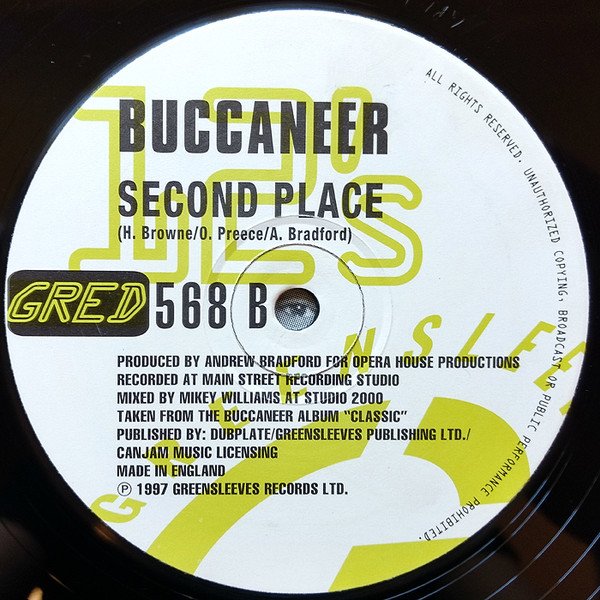 12's
BUCCANEER
SECOND PLACE
(H. Browne/O. Preece/A. Bradford)
GRED 568 B
PRODUCED BY ANDREW BRADFORD FOR OPERA HOUSE PRODUCTIONS
RECORDED AT MAIN STREET RECORDING STUDIO
MIXED BY MIKEY WILLIAMS AT STUDIO 2000
TAKEN FROM THE BUCCANEER ALBUM "CLASSIC"
PUBLISHED BY: DUBPLATE/GREENSLEEVES PUBLISHING LTD./
CANJAM MUSIC LICENSING
MADE IN ENGLAND
℗ 1997 GREENSLEEVES RECORDS LTD.
ALL RIGHTS RESERVED. UNAUTHORIZED COPYING, BROADCAST OR PUBLIC PERFORMANCE PROHIBITED.
GREENSLEE